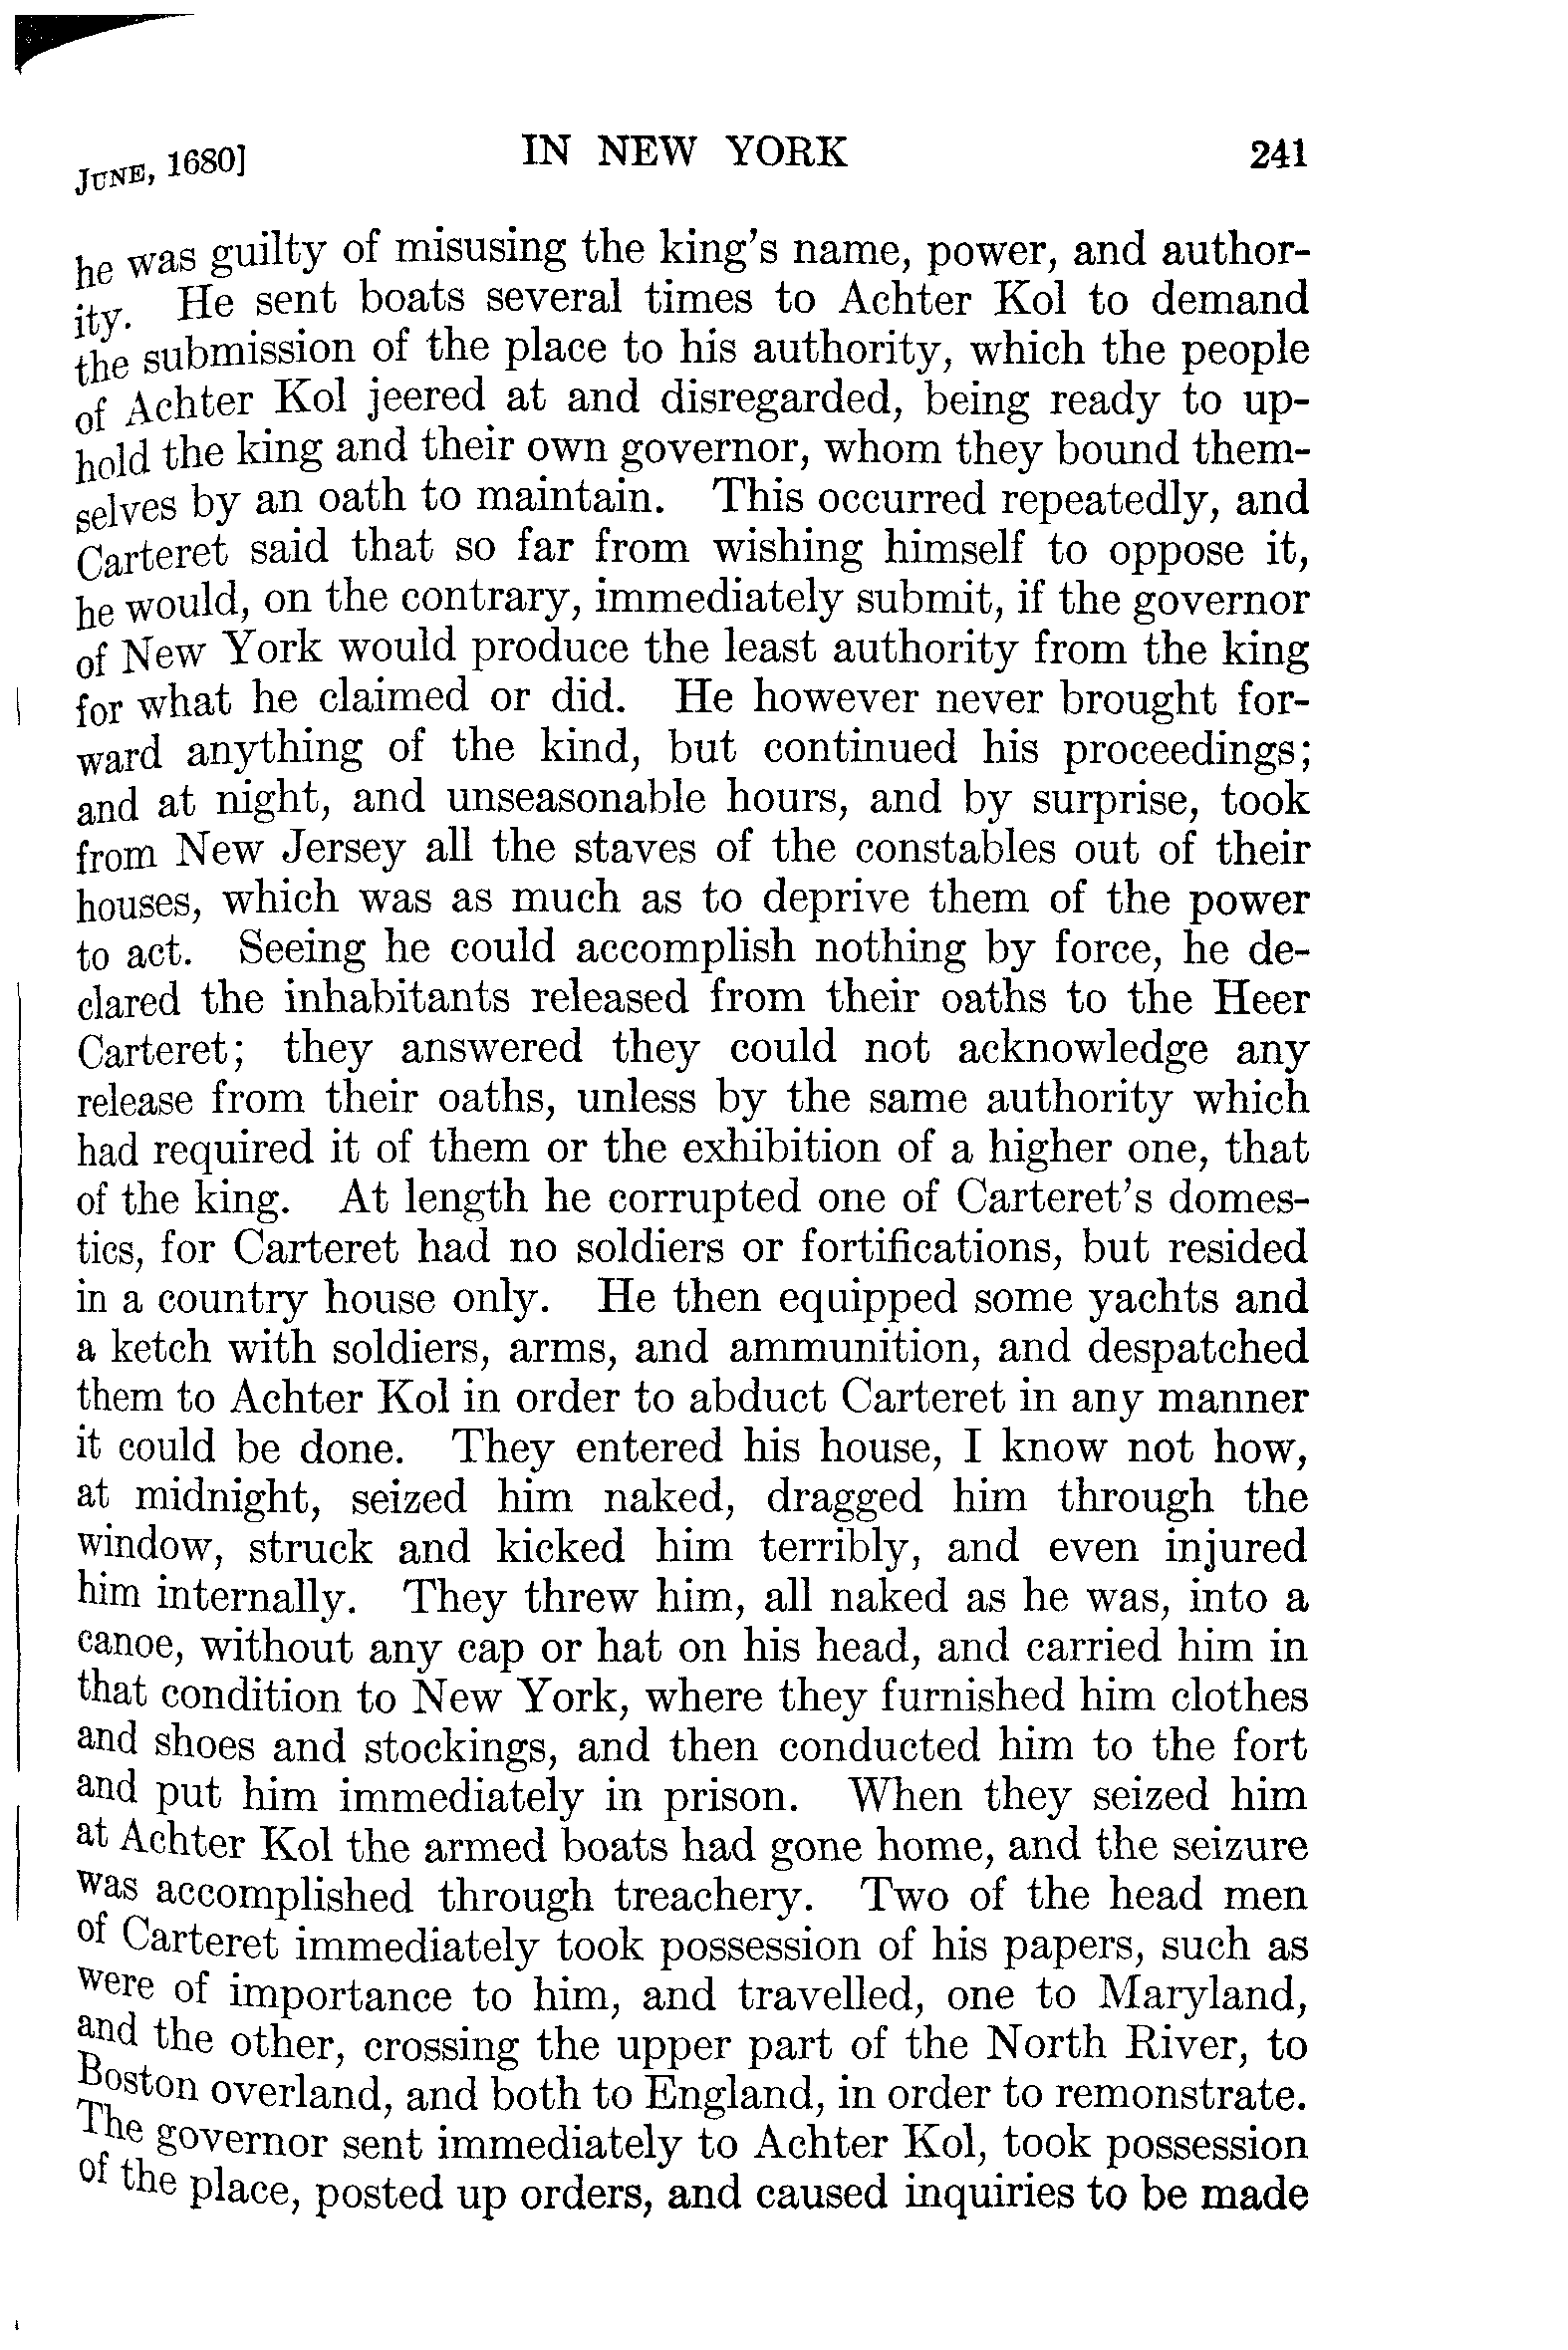 JUNE, 1680] IN NEW YORK 241
he was guilty of misusing the king's name, power, and author-
ity. He sent boats several times to Achter Kol to demand
the submission of the place to his authority, which the people
of Achter Kol jeered at and disregarded, being ready to up-
hold the king and their own governor, whom they bound them-
selves by an oath to maintain. This occurred repeatedly, and
Carteret said that so far from wishing himself to oppose it,
he would, on the contrary, immediately submit, if the governor
of New York would produce the least authority from the king
for what he claimed or did. He however never brought for-
ward anything of the kind, but continued his proceedings;
and at night, and unseasonable hours, and by surprise, took
from New Jersey all the staves of the constables out of their
houses, which was as much as to deprive them of the power
to act. Seeing he could accomplish nothing by force, he de-
clared the inhabitants released from their oaths to the Heer
Carteret; they answered they could not acknowledge any
release from their oaths, unless by the same authority which
had required it of them or the exhibition of a higher one, that
of the king. At length he corrupted one of Carteret's domes-
tics, for Carteret had no soldiers or fortifications, but resided
in a country house only. He then equipped some yachts and
a ketch with soldiers, arms, and ammunition, and despatched
them to Achter Kol in order to abduct Carteret in any manner
it could be done. They entered his house, I know not how,
at midnight, seized him naked, dragged him through the
window, struck and kicked him terribly, and even injured
him internally. They threw him, all naked as he was, into a
canoe, without any cap or hat on his head, and carried him in
that condition to New York, where they furnished him clothes
and shoes and stockings, and then conducted him to the fort
and put him immediately in prison. When they seized him
at Achter Kol the armed boats had gone home, and the seizure
was accomplished through treachery. Two of the head men
of Carteret immediately took possession of his papers, such as
were of importance to him, and travelled, one to Maryland,
and the other, crossing the upper part of the North River, to
Boston overland, and both to England, in order to remonstrate.
The governor sent immediately to Achter Kol, took possession
of the place, posted up orders, and caused inquiries to be made